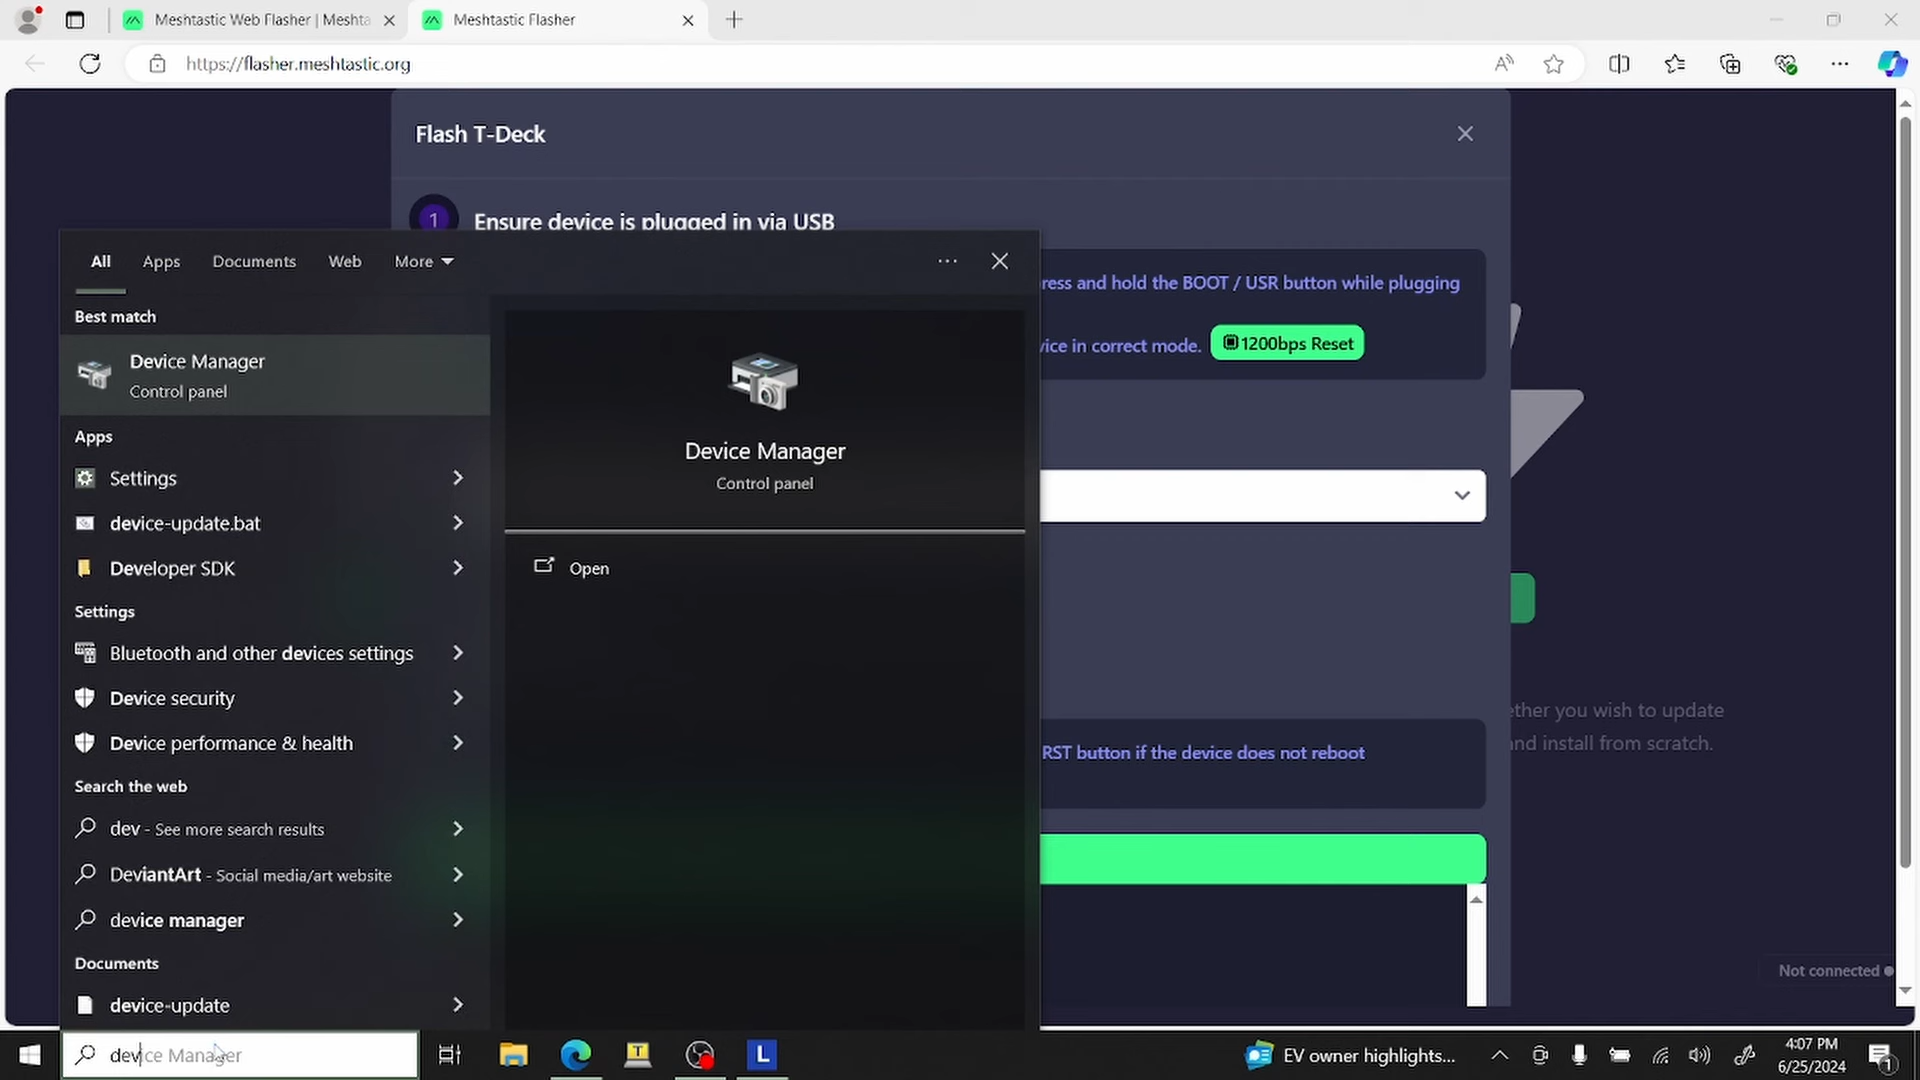 Meshtastic Web Flasher | Meshta
Meshtastic Flasher
https://flasher.meshtastic.org
Flash T-Deck
1
Ensure device is plugged in via USB
ress and hold the BOOT / USR button while plugging
vice in correct mode.
1200bps Reset
All
Apps
Documents
Web
More
Best match
Device Manager
Control panel
Apps
Settings
device-update.bat
Developer SDK
Settings
Bluetooth and other devices settings
Device security
Device performance & health
Search the web
dev - See more search results
DeviantArt - Social media/art website
device manager
Documents
device-update
Device Manager
Control panel
Open
RST button if the device does not reboot
ether you wish to update
and install from scratch.
Not connected
device Manager
T
L
EV owner highlights...
4:07 PM
6/25/2024
1